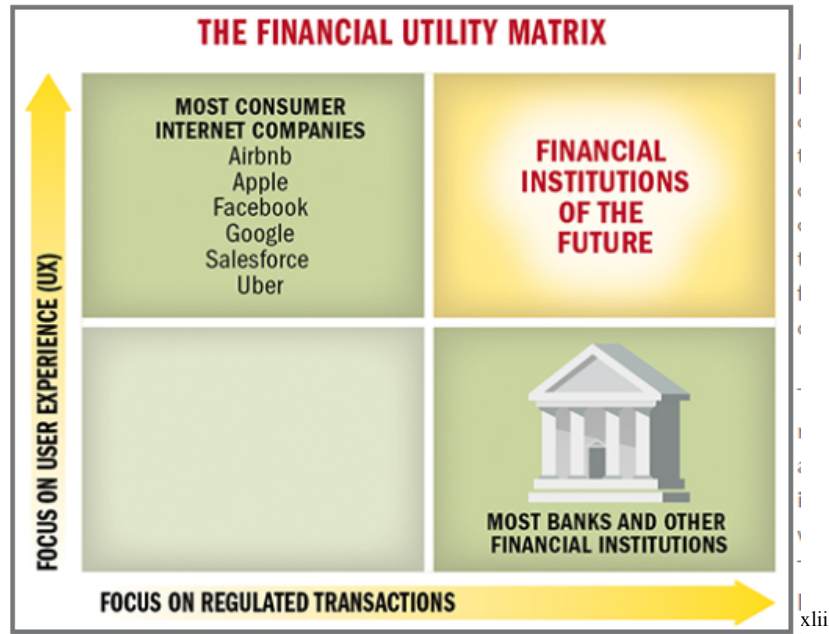 THE FINANCIAL UTILITY MATRIX
MOST CONSUMER
INTERNET COMPANIES
Airbnb
Apple
Facebook
Google
Salesforce
Uber
FINANCIAL
INSTITUTIONS
OF THE
FUTURE
FOCUS ON USER EXPERIENCE (UX)
MOST BANKS AND OTHER
FINANCIAL INSTITUTIONS
FOCUS ON REGULATED TRANSACTIONS
xlii